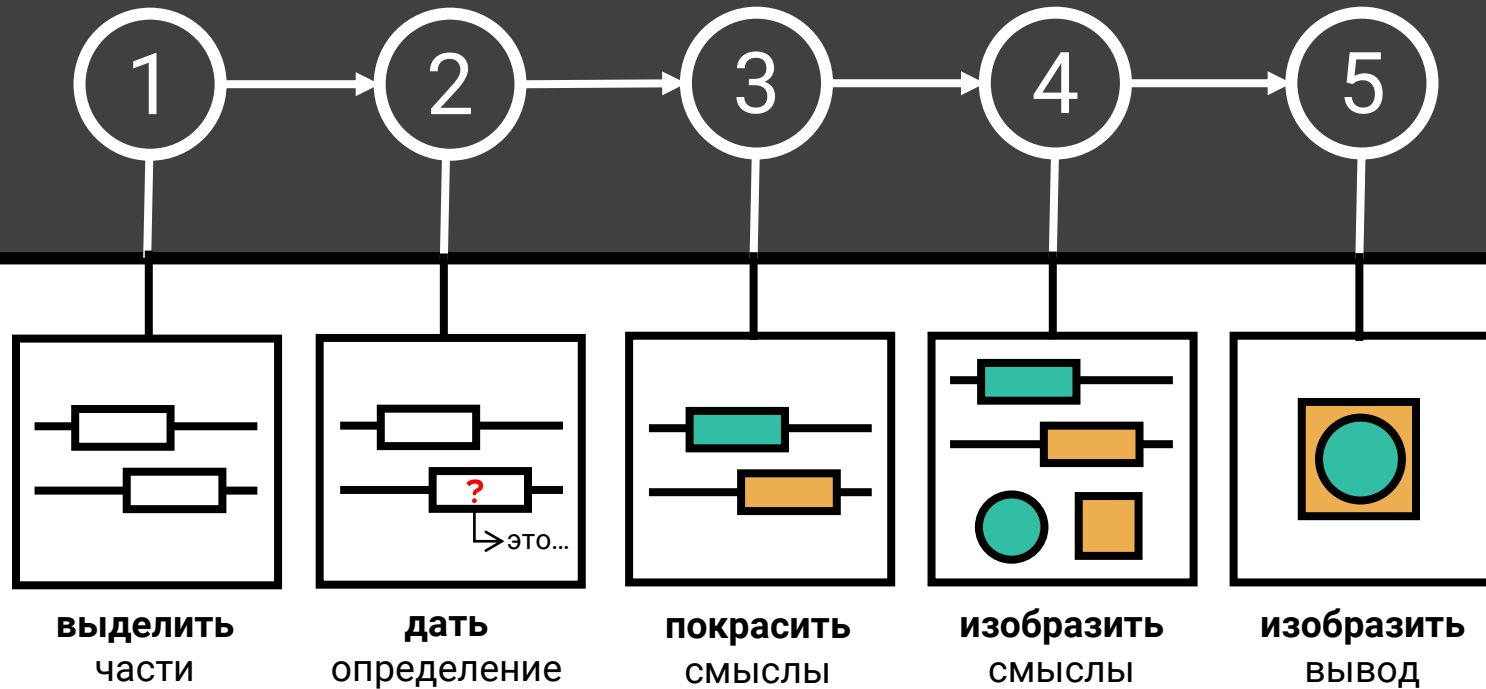 1
2
3
4
5
?
это...
выделить
части
дать
определение
покрасить
смыслы
изобразить
смыслы
изобразить
вывод